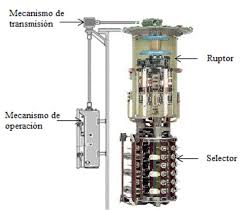 Mecanismo de
transmisión
Ruptor
Mecanismo de
operación
Selector